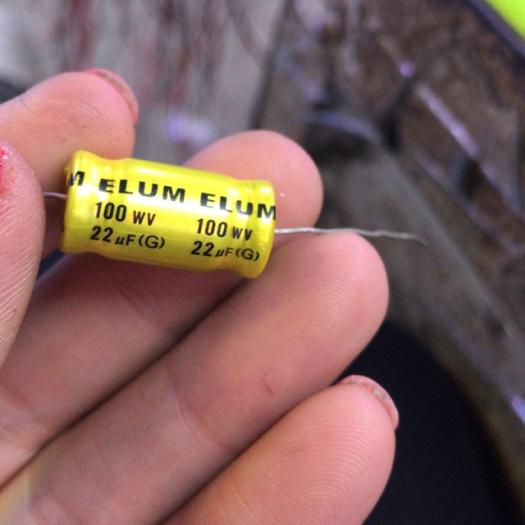 M ELUM ELUM
100 WV 100 WV
22 µF(G) 22 µF(G)